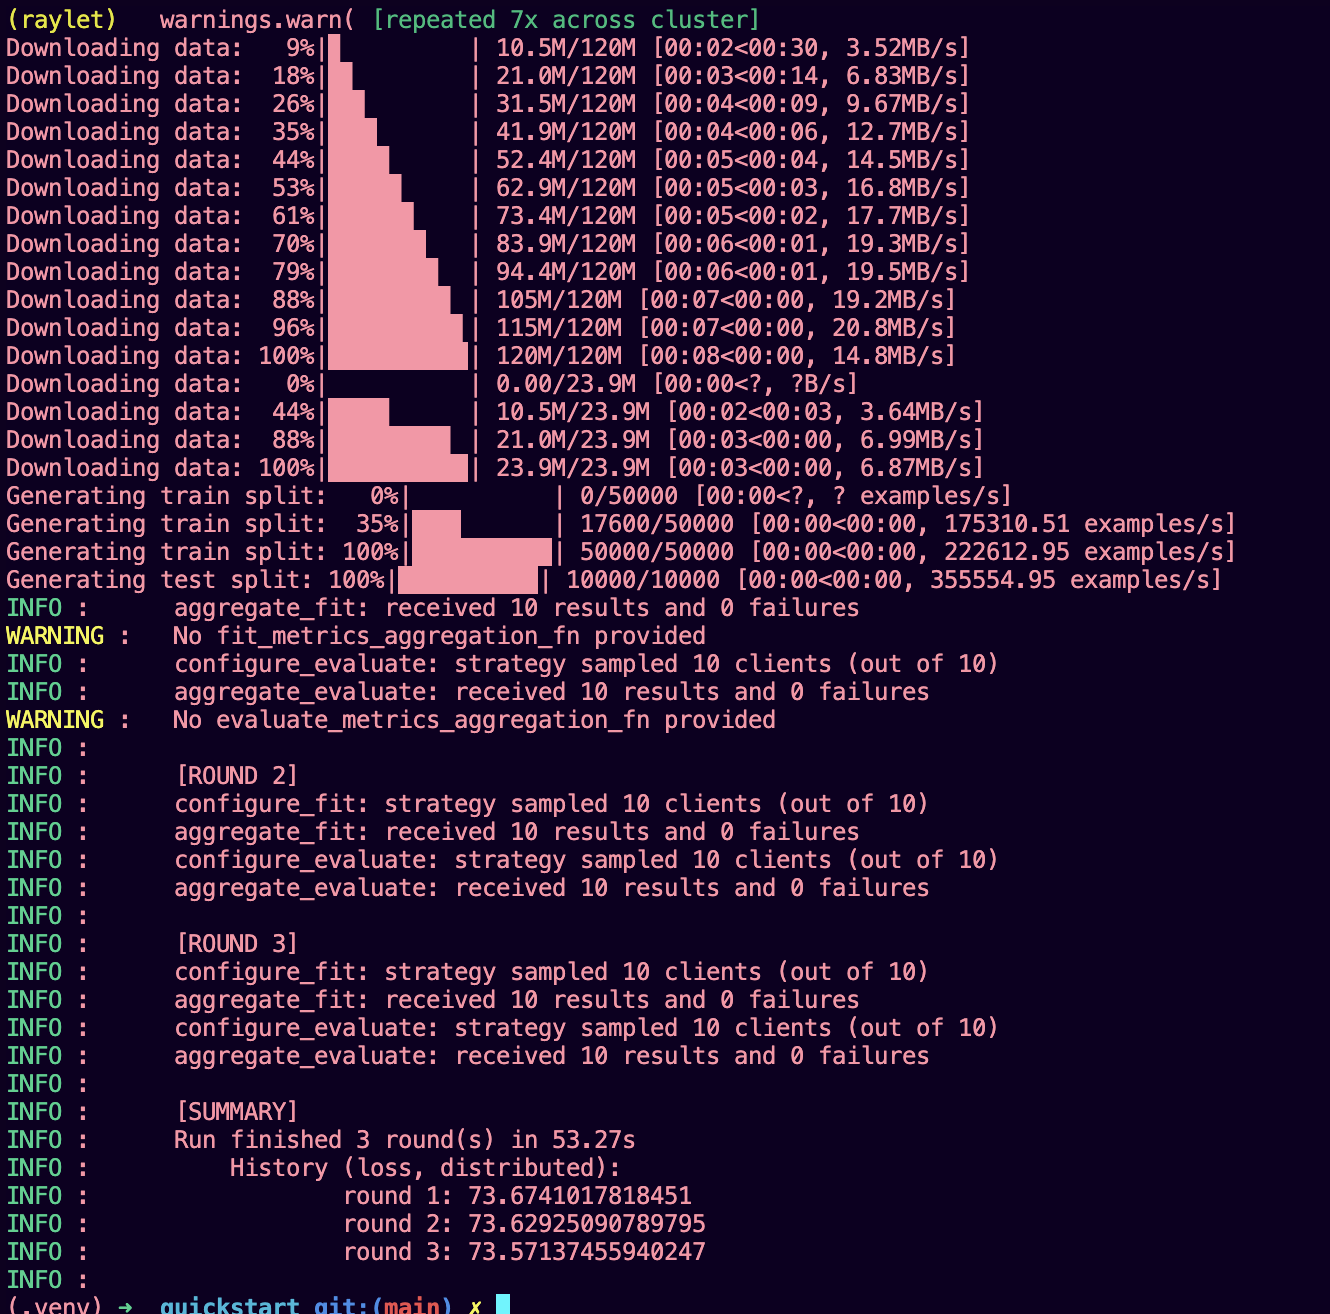 (raylet)   warnings.warn( [repeated 7x across cluster]
Downloading data:   9%| | 10.5M/120M [00:02<00:30, 3.52MB/s]
Downloading data:  18%| | 21.0M/120M [00:03<00:14, 6.83MB/s]
Downloading data:  26%| | 31.5M/120M [00:04<00:09, 9.67MB/s]
Downloading data:  35%| | 41.9M/120M [00:04<00:06, 12.7MB/s]
Downloading data:  44%| | 52.4M/120M [00:05<00:04, 14.5MB/s]
Downloading data:  53%| | 62.9M/120M [00:05<00:03, 16.8MB/s]
Downloading data:  61%| | 73.4M/120M [00:05<00:02, 17.7MB/s]
Downloading data:  70%| | 83.9M/120M [00:06<00:01, 19.3MB/s]
Downloading data:  79%| | 94.4M/120M [00:06<00:01, 19.5MB/s]
Downloading data:  88%| | 105M/120M [00:07<00:00, 19.2MB/s]
Downloading data:  96%| | 115M/120M [00:07<00:00, 20.8MB/s]
Downloading data: 100%| | 120M/120M [00:08<00:00, 14.8MB/s]
Downloading data:   0%| | 0.00/23.9M [00:00<?, ?B/s]
Downloading data:  44%| | 10.5M/23.9M [00:02<00:03, 3.64MB/s]
Downloading data:  88%| | 21.0M/23.9M [00:03<00:00, 6.99MB/s]
Downloading data: 100%| | 23.9M/23.9M [00:03<00:00, 6.87MB/s]
Generating train split:   0%| | 0/50000 [00:00<?, ? examples/s]
Generating train split:  35%| | 17600/50000 [00:00<00:00, 175310.51 examples/s]
Generating train split: 100%| | 50000/50000 [00:00<00:00, 222612.95 examples/s]
Generating test split: 100%| | 10000/10000 [00:00<00:00, 355554.95 examples/s]
INFO :      aggregate_fit: received 10 results and 0 failures
WARNING :   No fit_metrics_aggregation_fn provided
INFO :      configure_evaluate: strategy sampled 10 clients (out of 10)
INFO :      aggregate_evaluate: received 10 results and 0 failures
WARNING :   No evaluate_metrics_aggregation_fn provided
INFO :
INFO :      [ROUND 2]
INFO :      configure_fit: strategy sampled 10 clients (out of 10)
INFO :      aggregate_fit: received 10 results and 0 failures
INFO :      configure_evaluate: strategy sampled 10 clients (out of 10)
INFO :      aggregate_evaluate: received 10 results and 0 failures
INFO :
INFO :      [ROUND 3]
INFO :      configure_fit: strategy sampled 10 clients (out of 10)
INFO :      aggregate_fit: received 10 results and 0 failures
INFO :      configure_evaluate: strategy sampled 10 clients (out of 10)
INFO :      aggregate_evaluate: received 10 results and 0 failures
INFO :
INFO :      [SUMMARY]
INFO :      Run finished 3 round(s) in 53.27s
INFO :          History (loss, distributed):
INFO :                  round 1: 73.6741017818451
INFO :                  round 2: 73.62925090789795
INFO :                  round 3: 73.57137455940247
INFO :
(.venv) ➜  quickstart git:(main) ✗